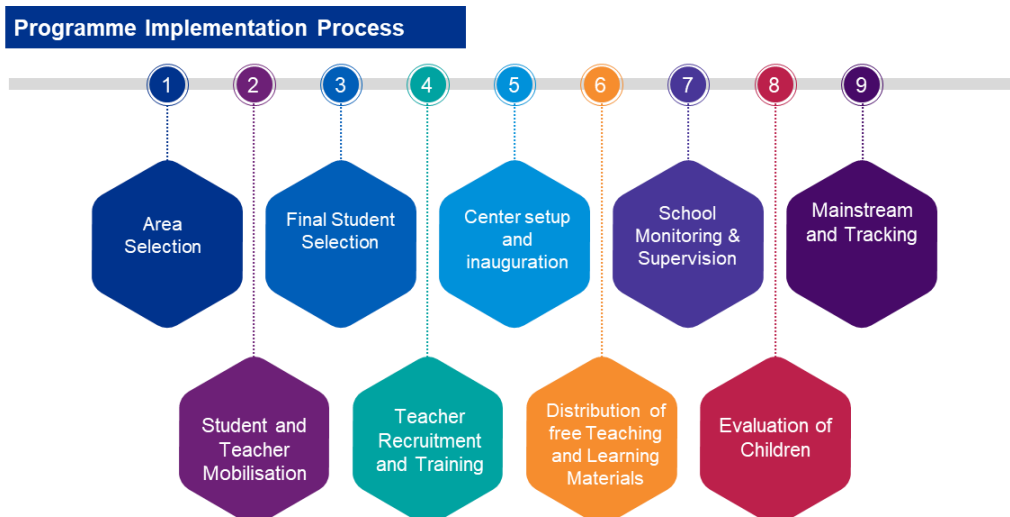 Programme Implementation Process
1
2
3
4
5
6
7
8
9
Area
Selection
Final Student
Selection
Center setup
and
inauguration
School
Monitoring &
Supervision
Mainstream
and Tracking
Student and
Teacher
Mobilisation
Teacher
Recruitment
and Training
Distribution of
free Teaching
and Learning
Materials
Evaluation of
Children